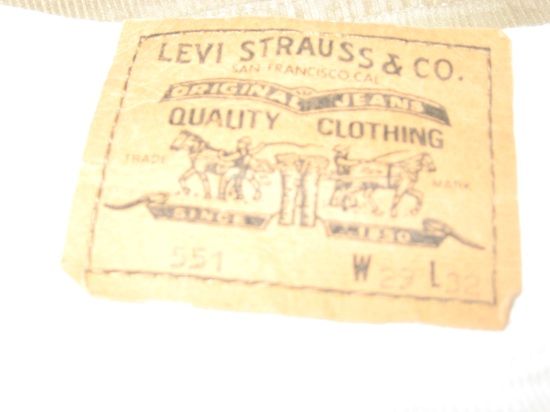 LEVI STRAUSS & CO.
SAN FRANCISCO CAL
ORIGINAL JEANS
QUALITY CLOTHING
TRADE MARK
SINCE 1850
551 W 29 L 32